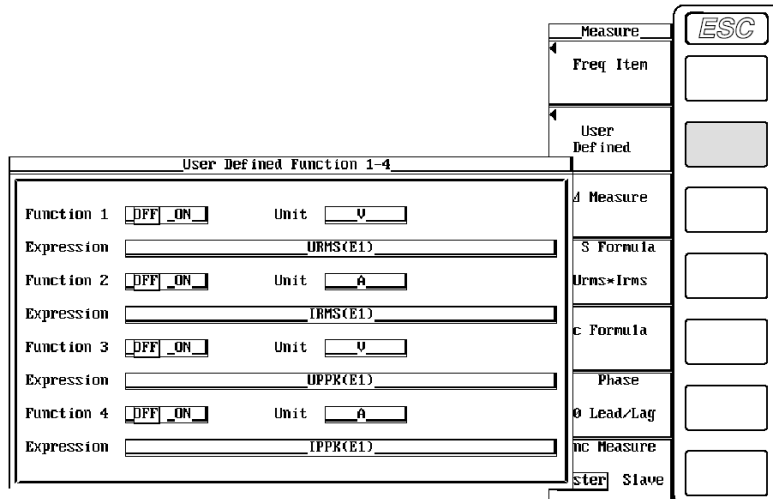 ESC
Measure
Freq Item
User
Defined
Δ Measure
S Formula
Urms*Irms
c Formula
Phase
0 Lead/Lag
nc Measure
ster Slave
User Defined Function 1-4
Function 1 OFF ON Unit V
Expression URMS(E1)
Function 2 OFF ON Unit A
Expression IRMS(E1)
Function 3 OFF ON Unit V
Expression UPPK(E1)
Function 4 OFF ON Unit A
Expression IPPK(E1)